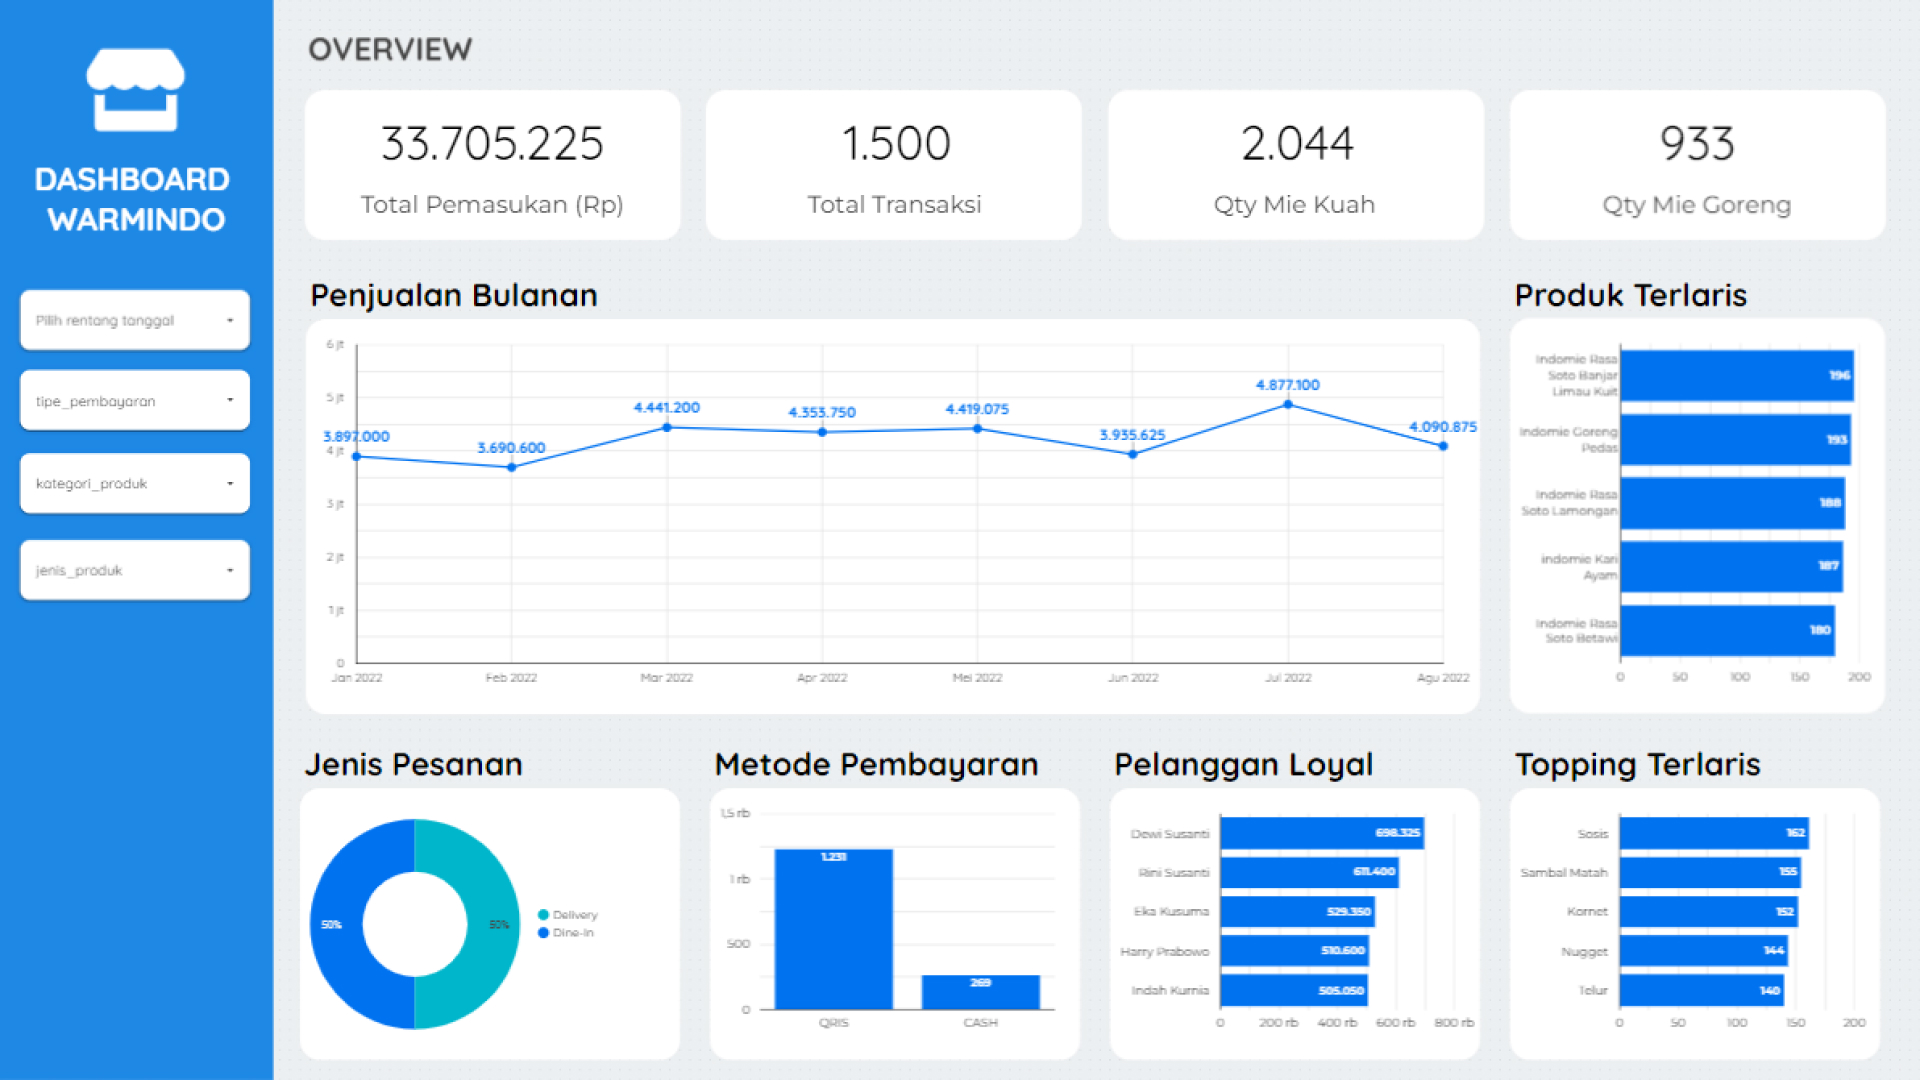 DASHBOARD
WARMINDO
Pilih rentang tanggal
tipe_pembayaran
kategori_produk
jenis_produk
OVERVIEW
33.705.225
Total Pemasukan (Rp)
1.500
Total Transaksi
2.044
Qty Mie Kuah
933
Qty Mie Goreng
Penjualan Bulanan
6 jt
5 jt
4 jt
3 jt
2 jt
1 jt
0
3.897.000
3.690.600
4.441.200
4.353.750
4.419.075
3.935.625
4.877.100
4.090.875
Jan 2022
Feb 2022
Mar 2022
Apr 2022
Mei 2022
Jun 2022
Jul 2022
Agu 2022
Produk Terlaris
Indomie Rasa
Soto Banjar
Limau Kuit
196
Indomie Goreng
Pedas
193
Indomie Rasa
Soto Lamongan
188
indomie Kari
Ayam
187
Indomie Rasa
Soto Betawi
180
0 50 100 150 200
Jenis Pesanan
50%
50%
Delivery
Dine-In
Metode Pembayaran
1,5 rb
1 rb
500
0
1.231
269
QRIS
CASH
Pelanggan Loyal
Dewi Susanti 698.325
Rini Susanti 611.400
Eka Kusuma 529.350
Harry Prabowo 510.600
Indah Kurnia 505.050
0 200 rb 400 rb 600 rb 800 rb
Topping Terlaris
Sosis 162
Sambal Matah 155
Kornet 152
Nugget 144
Telur 140
0 50 100 150 200